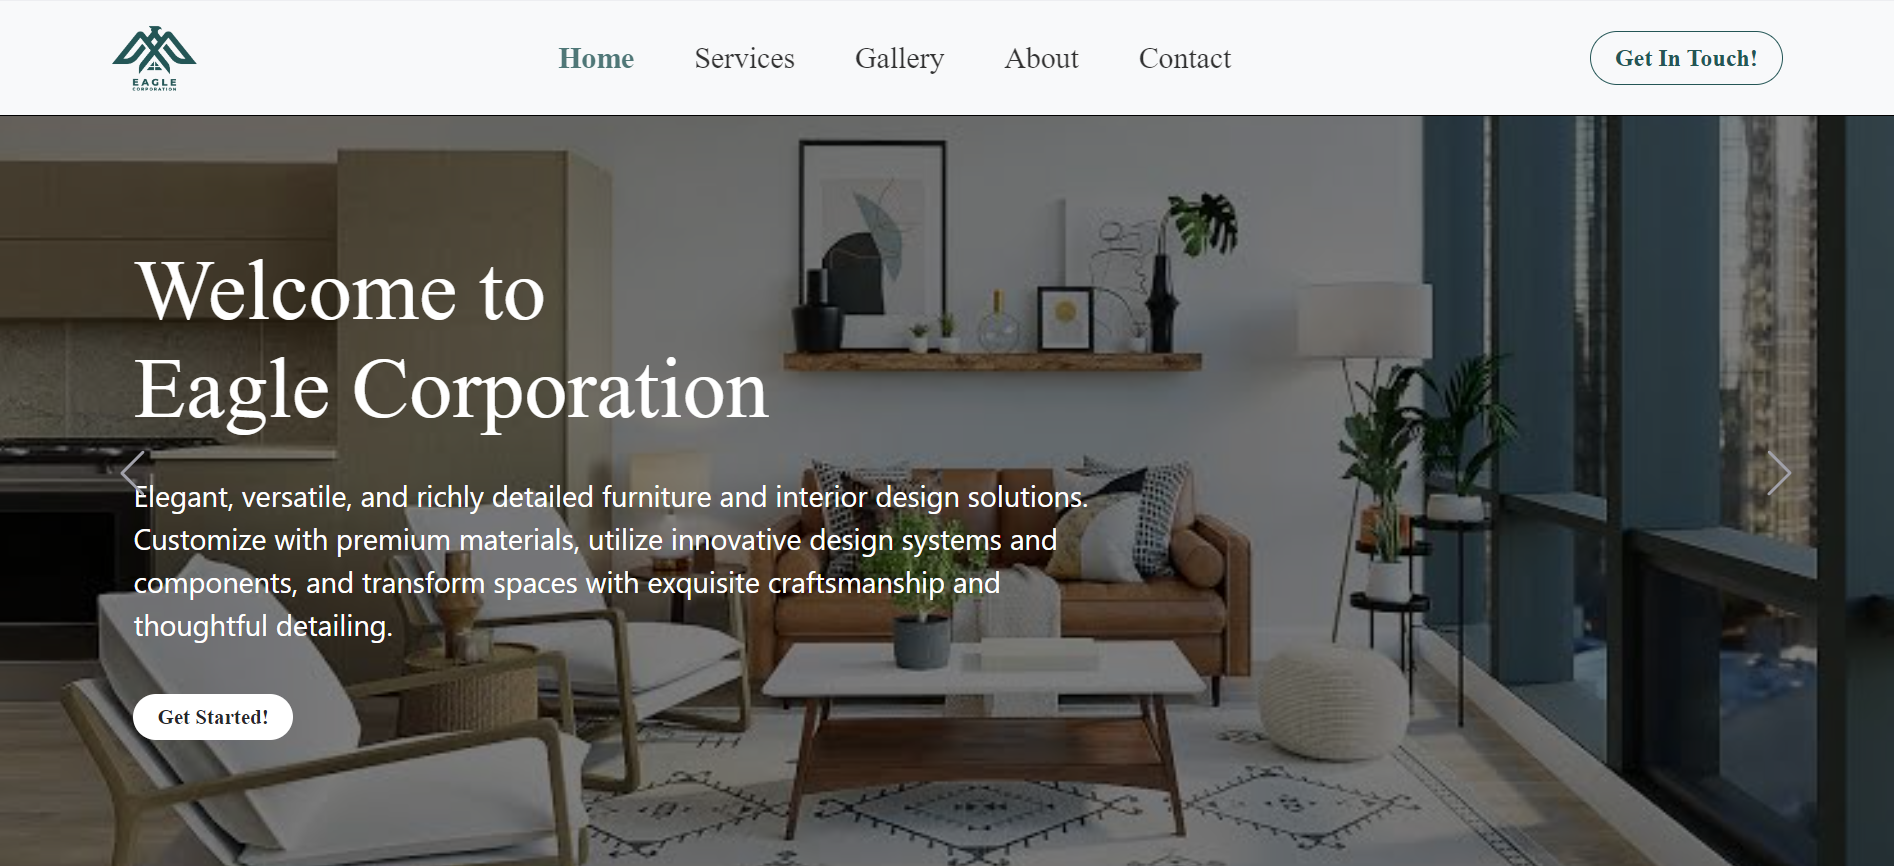 EAGLE
CORPORATION
Home Services Gallery About Contact
Get In Touch!
Welcome to
Eagle Corporation
Elegant, versatile, and richly detailed furniture and interior design solutions.
Customize with premium materials, utilize innovative design systems and
components, and transform spaces with exquisite craftsmanship and
thoughtful detailing.
Get Started!